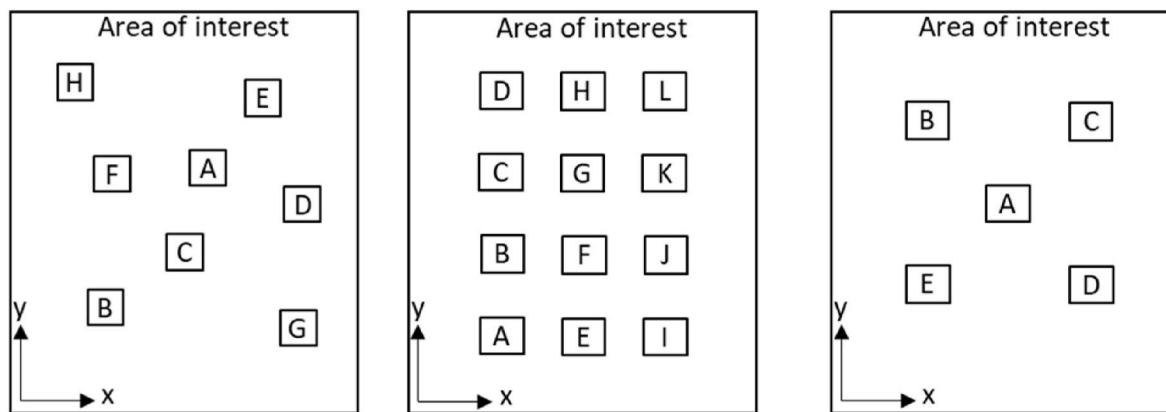 Area of interest
H
E
F
A
D
C
B
G
y
x
Area of interest
D H L
C G K
B F J
A E I
y
x
Area of interest
B C
A
E D
y
x